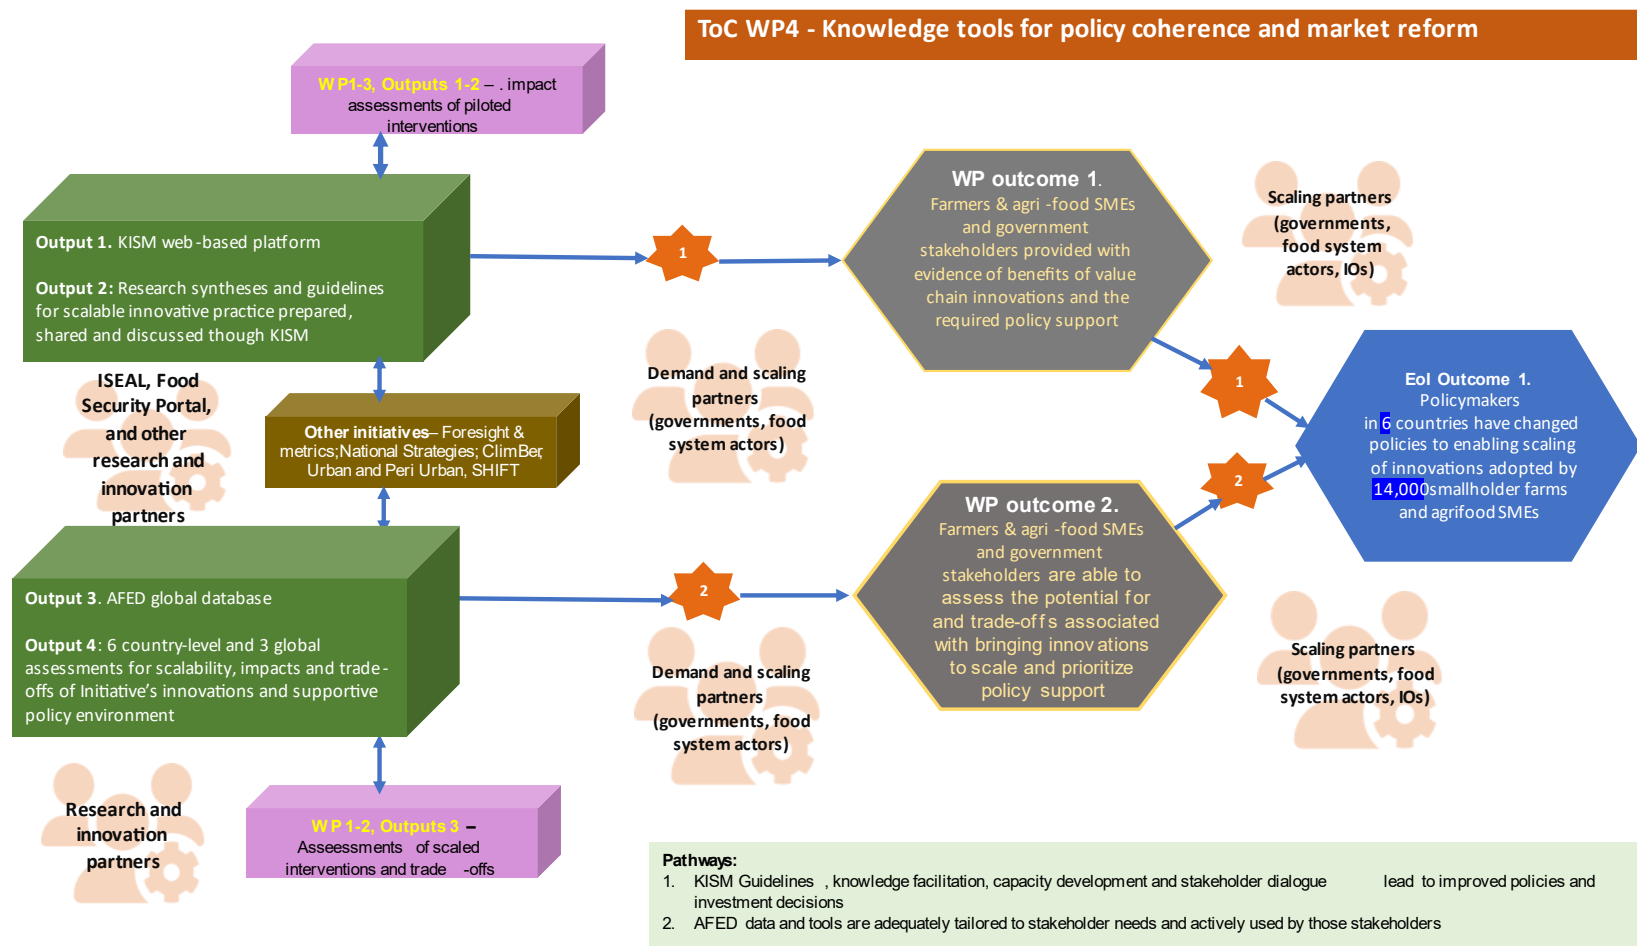 ToC WP4 - Knowledge tools for policy coherence and market reform
WP1-3, Outputs 1-2 – . impact
assessments of piloted
interventions
Output 1. KISM web-based platform
Output 2: Research syntheses and guidelines
for scalable innovative practice prepared,
shared and discussed though KISM
1
WP outcome 1.
Farmers & agri -food SMEs
and government
stakeholders provided with
evidence of benefits of value
chain innovations and the
required policy support
Scaling partners
(governments,
food system
actors, IOs)
ISEAL, Food
Security Portal,
and other
research and
innovation
partners
Demand and scaling
partners
(governments, food
system actors)
1
EoI Outcome 1.
Policymakers
in 6 countries have changed
policies to enabling scaling
of innovations adopted by
14,000smallholder farms
and agrifood SMEs
Other initiatives– Foresight &
metrics;National Strategies; ClimBer,
Urban and Peri Urban, SHIFT
2
WP outcome 2.
Farmers & agri -food SMEs
and government
stakeholders are able to
assess the potential for
and trade-offs associated
with bringing innovations
to scale and prioritize
policy support
Output 3. AFED global database
Output 4: 6 country-level and 3 global
assessments for scalability, impacts and trade -
offs of Initiative's innovations and supportive
policy environment
2
Demand and scaling
partners
(governments, food
system actors)
Scaling partners
(governments, food
system actors, IOs)
Research and
innovation
partners
WP 1-2, Outputs 3 –
Asseessments of scaled
interventions and trade -offs
Pathways:
1. KISM Guidelines , knowledge facilitation, capacity development and stakeholder dialogue lead to improved policies and
investment decisions
2. AFED data and tools are adequately tailored to stakeholder needs and actively used by those stakeholders